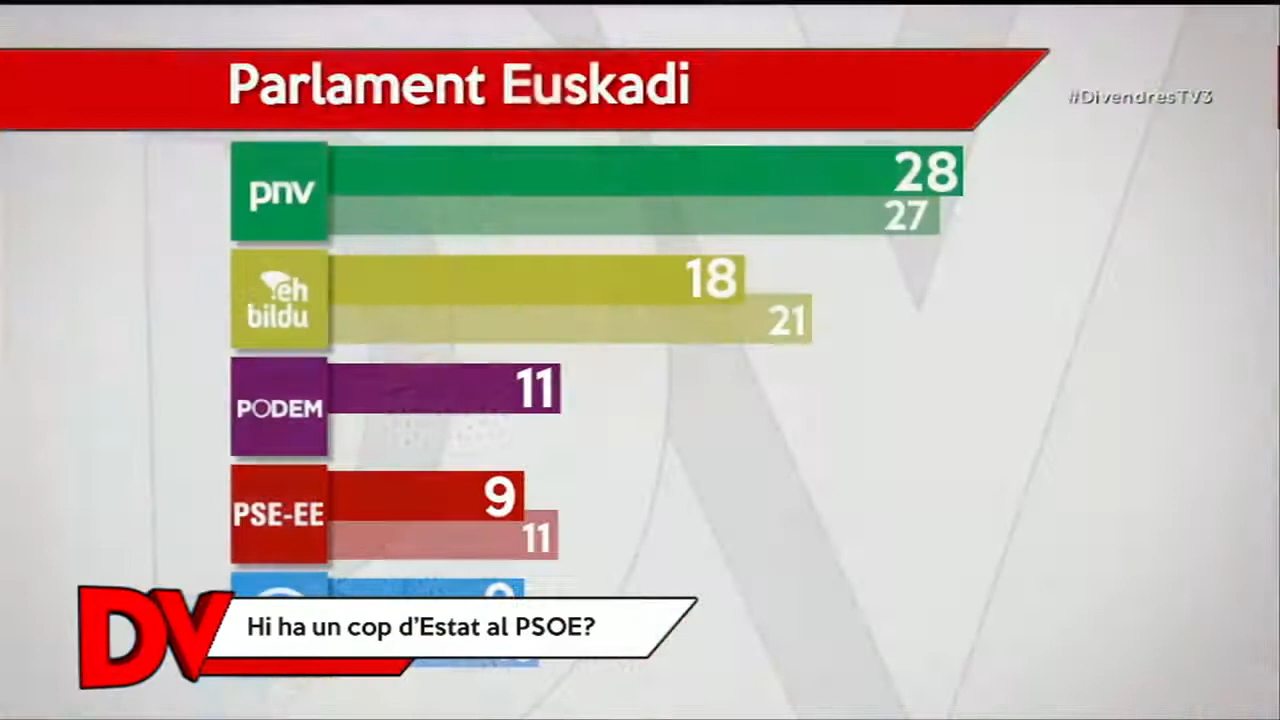 Parlament Euskadi
#DivendresTV3
pnv
28
27
eh
bildu
18
21
PODEM
11
PSE-EE
9
11
DV
Hi ha un cop d'Estat al PSOE?